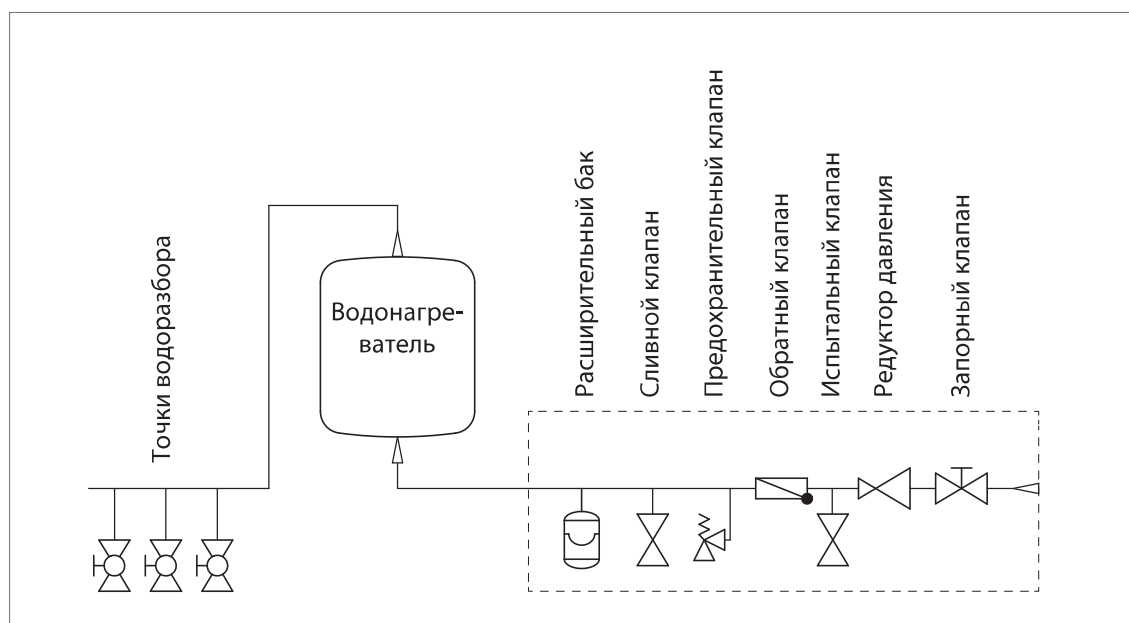 Точки водоразбора
Водонагре-
ватель
Расширительный бак
Сливной клапан
Предохранительный клапан
Обратный клапан
Испытальный клапан
Редуктор давления
Запорный клапан